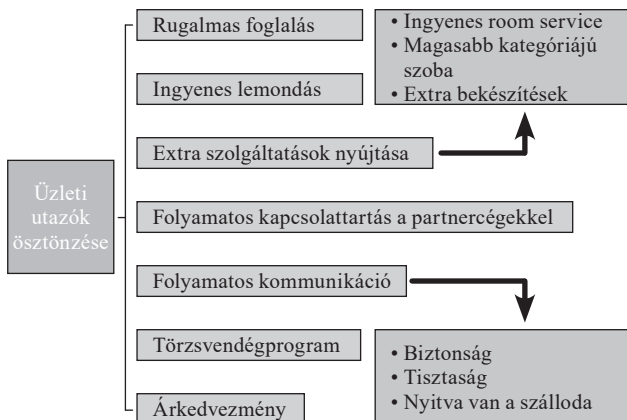 Üzleti
utazók
ösztönzése
Rugalmas foglalás
Ingyenes lemondás
Extra szolgáltatások nyújtása
• Ingyenes room service
• Magasabb kategóriájú
szoba
• Extra bekészítések
Folyamatos kapcsolattartás a partnercégekkel
Folyamatos kommunikáció
• Biztonság
• Tisztaság
• Nyitva van a szálloda
Törzsvendégprogram
Árkedvezmény